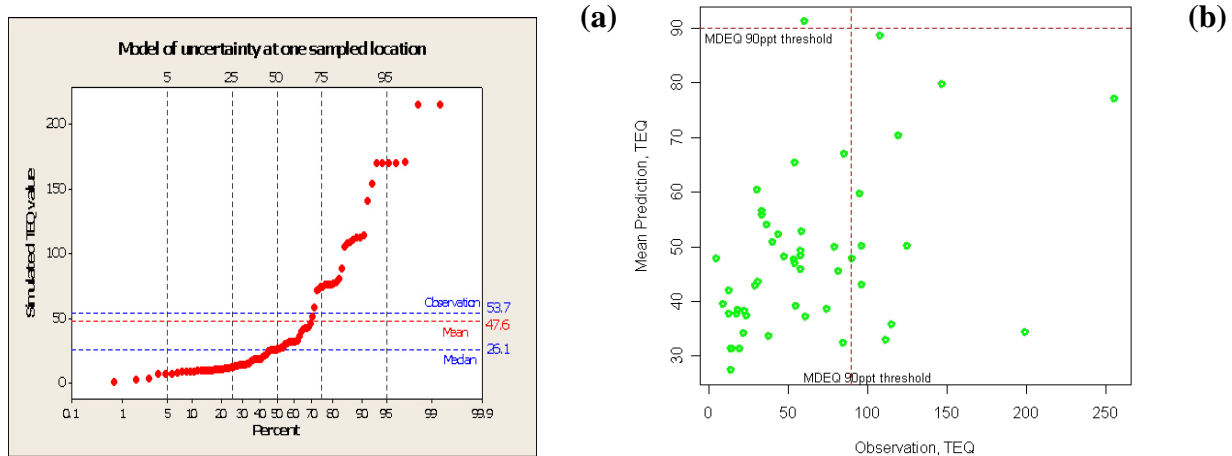 (a)
Model of uncertainty at one sampled location
5 25 50 75 95
Simulated TEQ value
200
150
100
50
0
Observation 53.7
47.6
Mean
26.1
Median
0.1 1 5 10 20 30 40 50 60 70 80 90 95 99 99.9
Percent
(b)
Mean Prediction, TEQ
90
80
70
60
50
40
30
MDEQ 90ppt threshold
MDEQ 90ppt threshold
0 50 100 150 200 250
Observation, TEQ